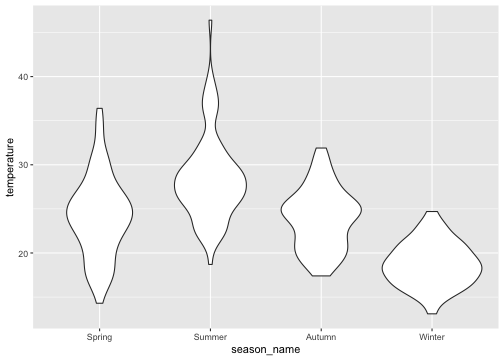 temperature
40
30
20
Spring
Summer
Autumn
Winter
season_name